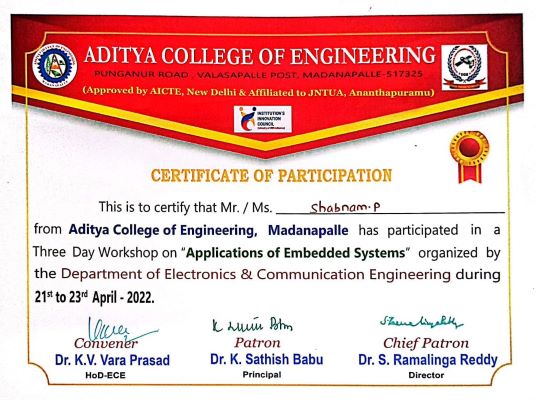 ADITYA COLLEGE OF ENGINEERING
PUNGANUR ROAD, VALASAPALLE POST, MADANAPALLE-517325
(Approved by AICTE, New Delhi & Affiliated to JNTUA, Ananthapuramu)
INSTITUTION'S
INNOVATION
COUNCIL
CERTIFICATE OF PARTICIPATION
This is to certify that Mr. / Ms. Shabnam.P
from Aditya College of Engineering, Madanapalle has participated in a
Three Day Workshop on "Applications of Embedded Systems" organized by
the Department of Electronics & Communication Engineering during
21st to 23rd April - 2022.
Convener Patron Chief Patron
Dr. K.V. Vara Prasad Dr. K. Sathish Babu Dr. S. Ramalinga Reddy
HoD-ECE Principal Director